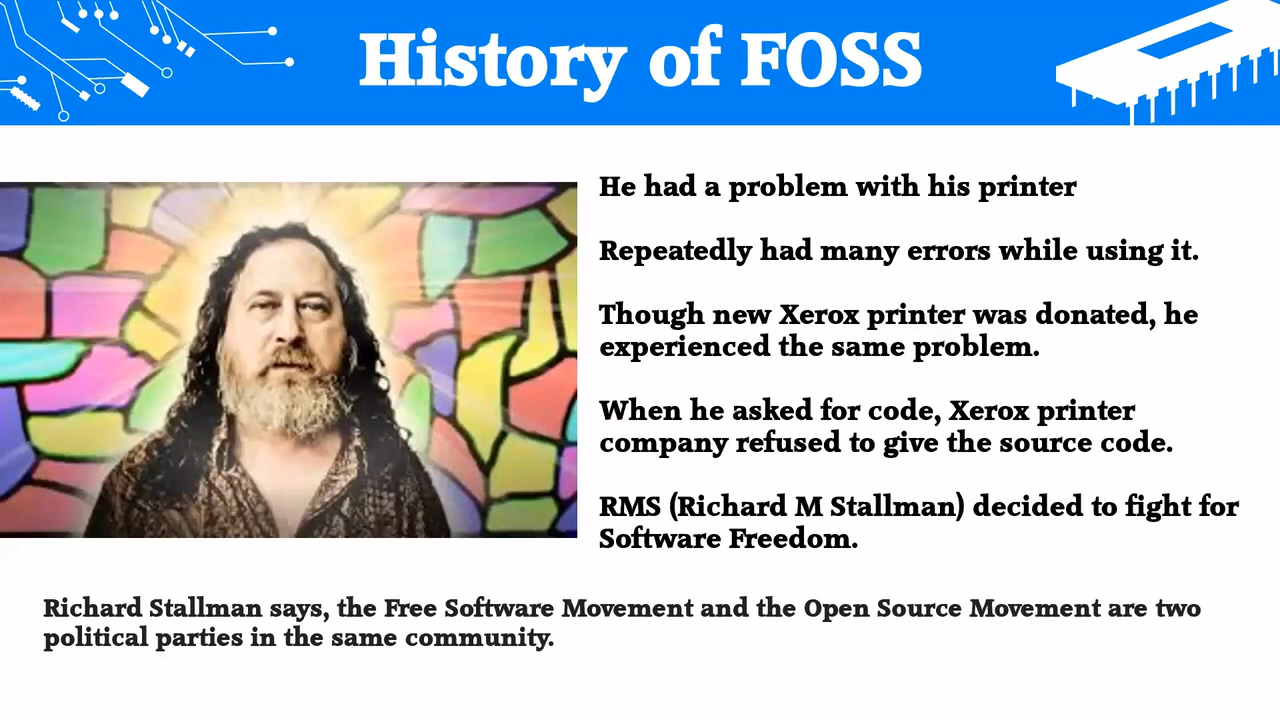 History of FOSS
He had a problem with his printer
Repeatedly had many errors while using it.
Though new Xerox printer was donated, he
experienced the same problem.
When he asked for code, Xerox printer
company refused to give the source code.
RMS (Richard M Stallman) decided to fight for
Software Freedom.
Richard Stallman says, the Free Software Movement and the Open Source Movement are two
political parties in the same community.